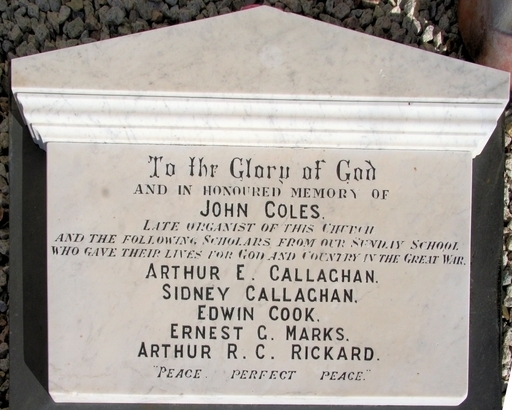 To the Glory of God
AND IN HONOURED MEMORY OF
JOHN COLES.
LATE ORGANIST OF THIS CHURCH
AND THE FOLLOWING SCHOLARS FROM OUR SUNDAY SCHOOL
WHO GAVE THEIR LIVES FOR GOD AND COUNTRY IN THE GREAT WAR.
ARTHUR E. CALLAGHAN.
SIDNEY CALLAGHAN.
EDWIN COOK.
ERNEST G. MARKS.
ARTHUR R. C. RICKARD.
"PEACE. PERFECT PEACE."